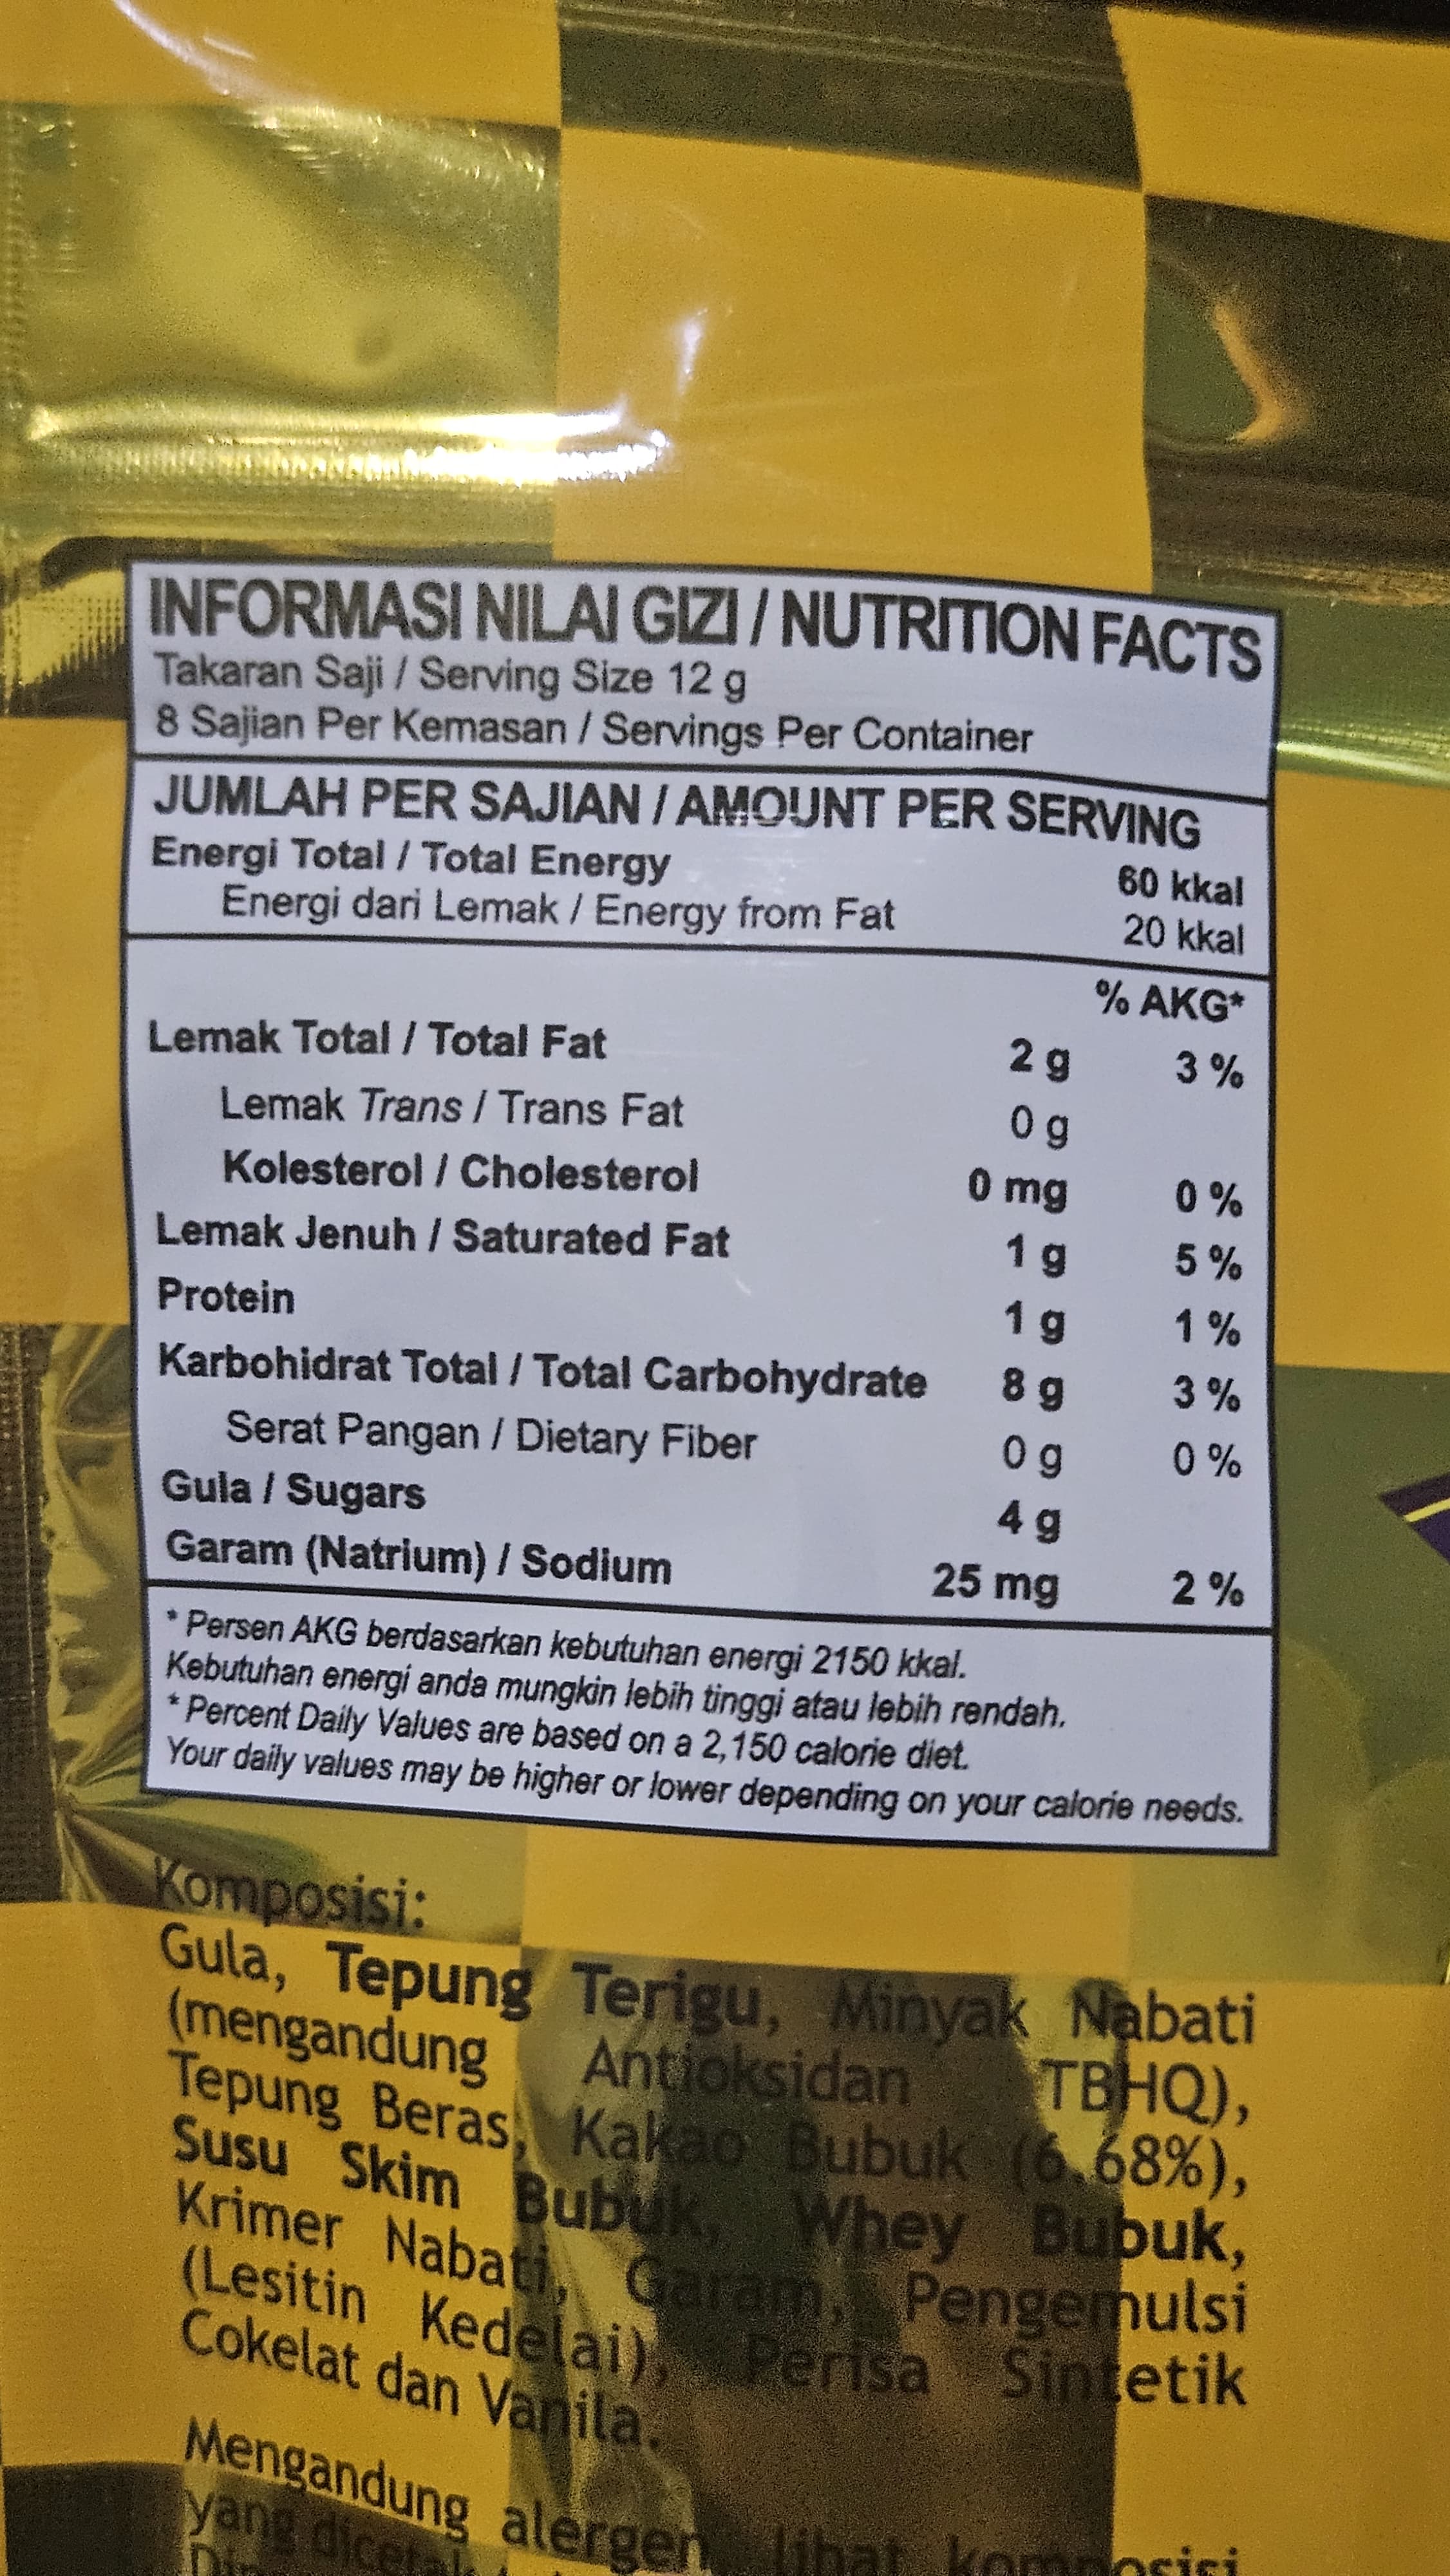 INFORMASI NILAI GIZI / NUTRITION FACTS
Takaran Saji / Serving Size 12 g
8 Sajian Per Kemasan / Servings Per Container
JUMLAH PER SAJIAN / AMOUNT PER SERVING
Energi Total / Total Energy 60 kkal
Energi dari Lemak / Energy from Fat 20 kkal
% AKG*
Lemak Total / Total Fat 2 g 3 %
Lemak Trans / Trans Fat 0 g
Kolesterol / Cholesterol 0 mg 0 %
Lemak Jenuh / Saturated Fat 1 g 5 %
Protein 1 g 1 %
Karbohidrat Total / Total Carbohydrate 8 g 3 %
Serat Pangan / Dietary Fiber 0 g 0 %
Gula / Sugars 4 g
Garam (Natrium) / Sodium 25 mg 2 %
* Persen AKG berdasarkan kebutuhan energi 2150 kkal.
Kebutuhan energi anda mungkin lebih tinggi atau lebih rendah.
* Percent Daily Values are based on a 2,150 calorie diet.
Your daily values may be higher or lower depending on your calorie needs.
Komposisi:
Gula, Tepung Terigu, Minyak Nabati
(mengandung Antioksidan TBHQ),
Tepung Beras, Kakao Bubuk (6.68%),
Susu Skim Bubuk, Whey Bubuk,
Krimer Nabati, Garam, Pengemulsi
(Lesitin Kedelai), Perisa Sintetik
Cokelat dan Vanila.
Mengandung alergen lihat komposisi
yang dicetak